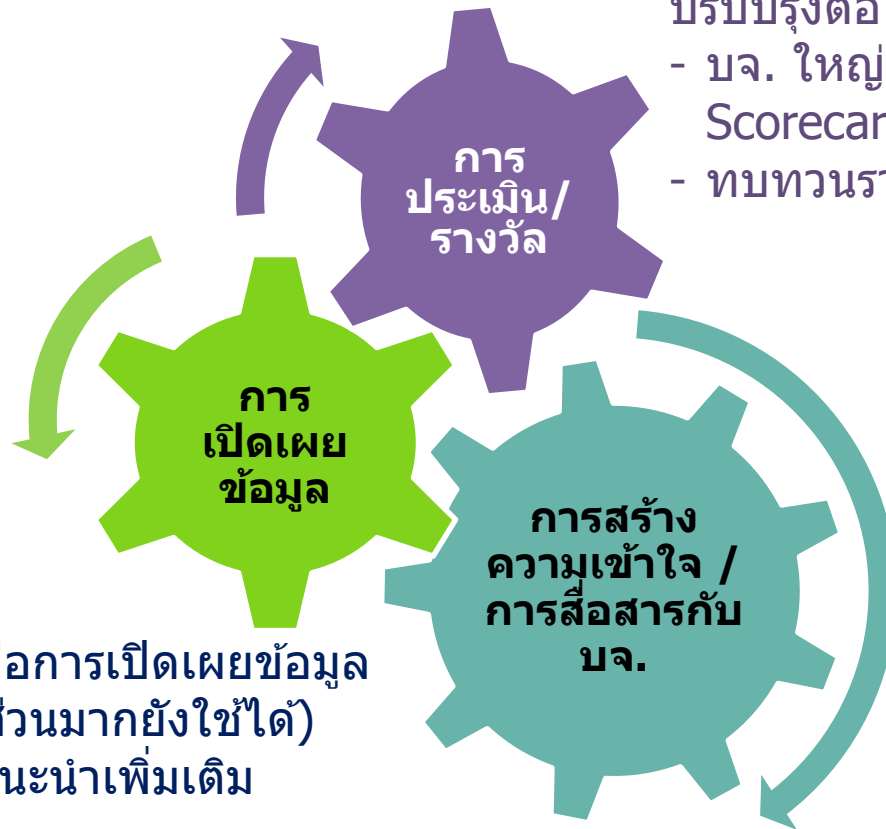 ปรับปรุงต่อ
- บจ. ใหญ่
Scorecar
- ทบทวนรา
การ
ประเมิน/
รางวัล
การ
เปิดเผย
ข้อมูล
การสร้าง
ความเข้าใจ /
การสื่อสารกับ
บจ.
อการเปิดเผยข้อมูล
ส่วนมากยังใช้ได้)
นะนำเพิ่มเติม